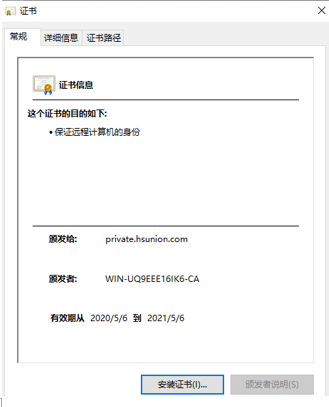 证书
常规 详细信息 证书路径
证书信息
这个证书的目的如下:
• 保证远程计算机的身份
颁发给: private.hsunion.com
颁发者: WIN-UQ9EEE16IK6-CA
有效期从 2020/5/6 到 2021/5/6
安装证书(I)... 颁发者说明(S)